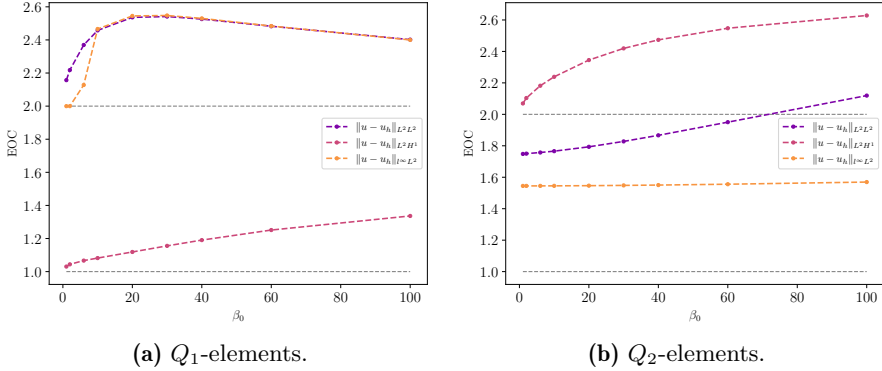 2.6
2.4
2.2
2.0
1.8
1.6
1.4
1.2
1.0
EOC
0 20 40 60 80 100
β₀
‖u − u_h‖_{L²L²}
‖u − u_h‖_{L²H¹}
‖u − u_h‖_{l∞L²}
(a) Q₁-elements.
2.6
2.4
2.2
2.0
1.8
1.6
1.4
1.2
1.0
EOC
0 20 40 60 80 100
β₀
‖u − u_h‖_{L²L²}
‖u − u_h‖_{L²H¹}
‖u − u_h‖_{l∞L²}
(b) Q₂-elements.